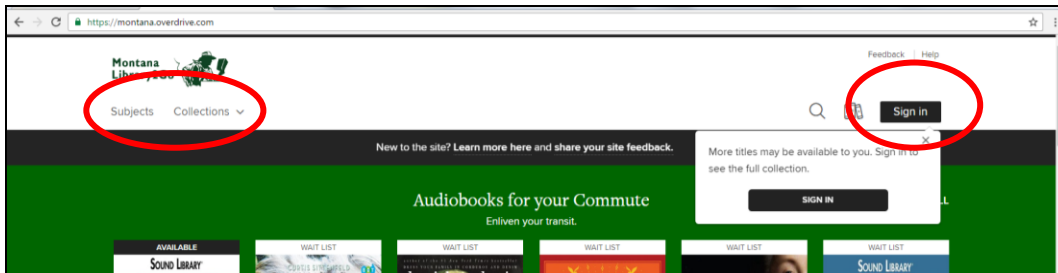 https://montana.overdrive.com
Feedback | Help
Montana
Library2Go
Subjects Collections
Sign in
New to the site? Learn more here and share your site feedback.
More titles may be available to you. Sign in to
see the full collection.
SIGN IN
Audiobooks for your Commute
Enliven your transit.
AVAILABLE WAIT LIST WAIT LIST WAIT LIST WAIT LIST WAIT LIST
SOUND LIBRARY CURTIS SITTENFELD SOUND LIBRARY